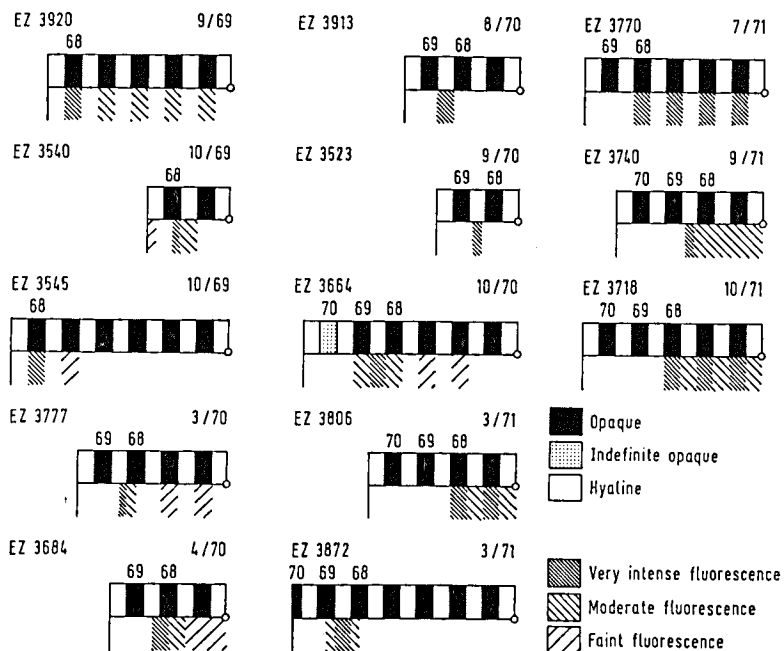 EZ 3920 9/69
68
EZ 3913 8/70
69 68
EZ 3770 7/71
69 68
EZ 3540 10/69
68
EZ 3523 9/70
69 68
EZ 3740 9/71
70 69 68
EZ 3545 10/69
68
EZ 3664 10/70
70 69 68
EZ 3718 10/71
70 69 68
EZ 3777 3/70
69 68
EZ 3806 3/71
70 69 68
EZ 3684 4/70
69 68
EZ 3872 3/71
70 69 68
Opaque
Indefinite opaque
Hyaline
Very intense fluorescence
Moderate fluorescence
Faint fluorescence